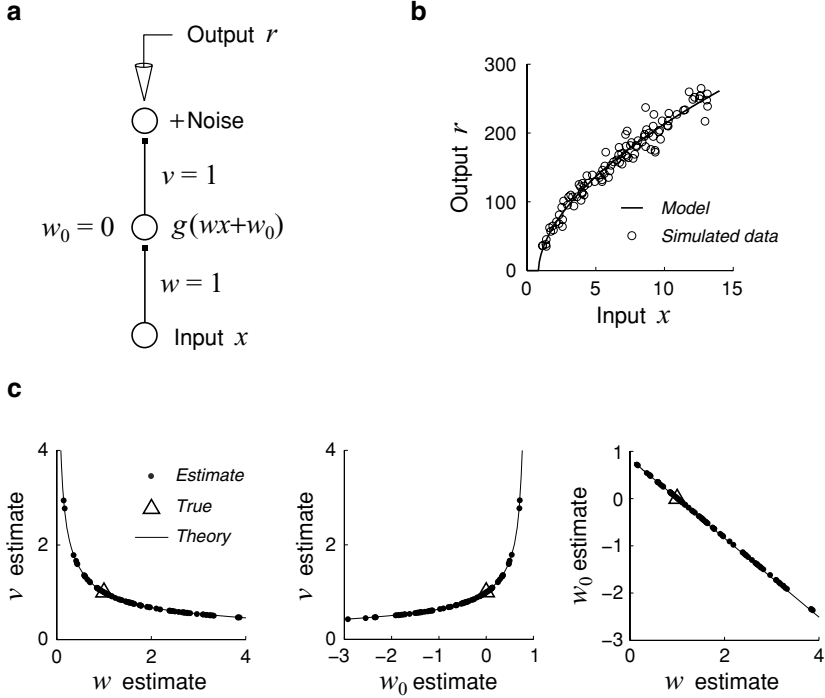 a
Output r
+Noise
v = 1
w₀ = 0
g(wx+w₀)
w = 1
Input x
b
300
200
100
0
Output r
Model
Simulated data
0
5
10
15
Input x
c
4
2
0
v estimate
Estimate
True
Theory
0
2
4
w estimate
4
2
0
v estimate
−3
−2
−1
0
1
w₀ estimate
1
0
−1
−2
−3
w₀ estimate
0
2
4
w estimate